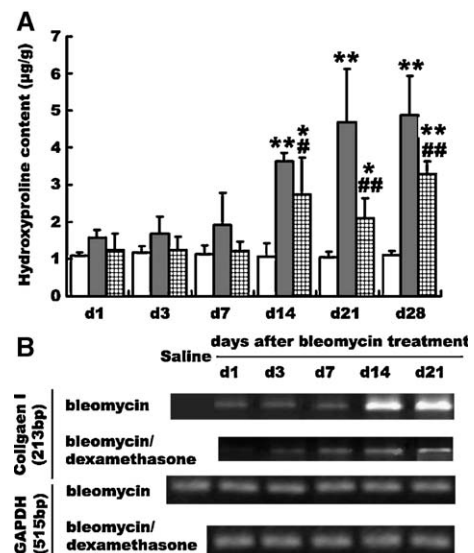 A
Hydroxyproline content (µg/g)
7
6
5
4
3
2
1
0
** *
#
**
*
##
**
**
##
d1 d3 d7 d14 d21 d28
B
days after bleomycin treatment
Saline d1 d3 d7 d14 d21
Collgaen I
(213bp)
bleomycin
bleomycin/
dexamethasone
GAPDH
(515bp)
bleomycin
bleomycin/
dexamethasone